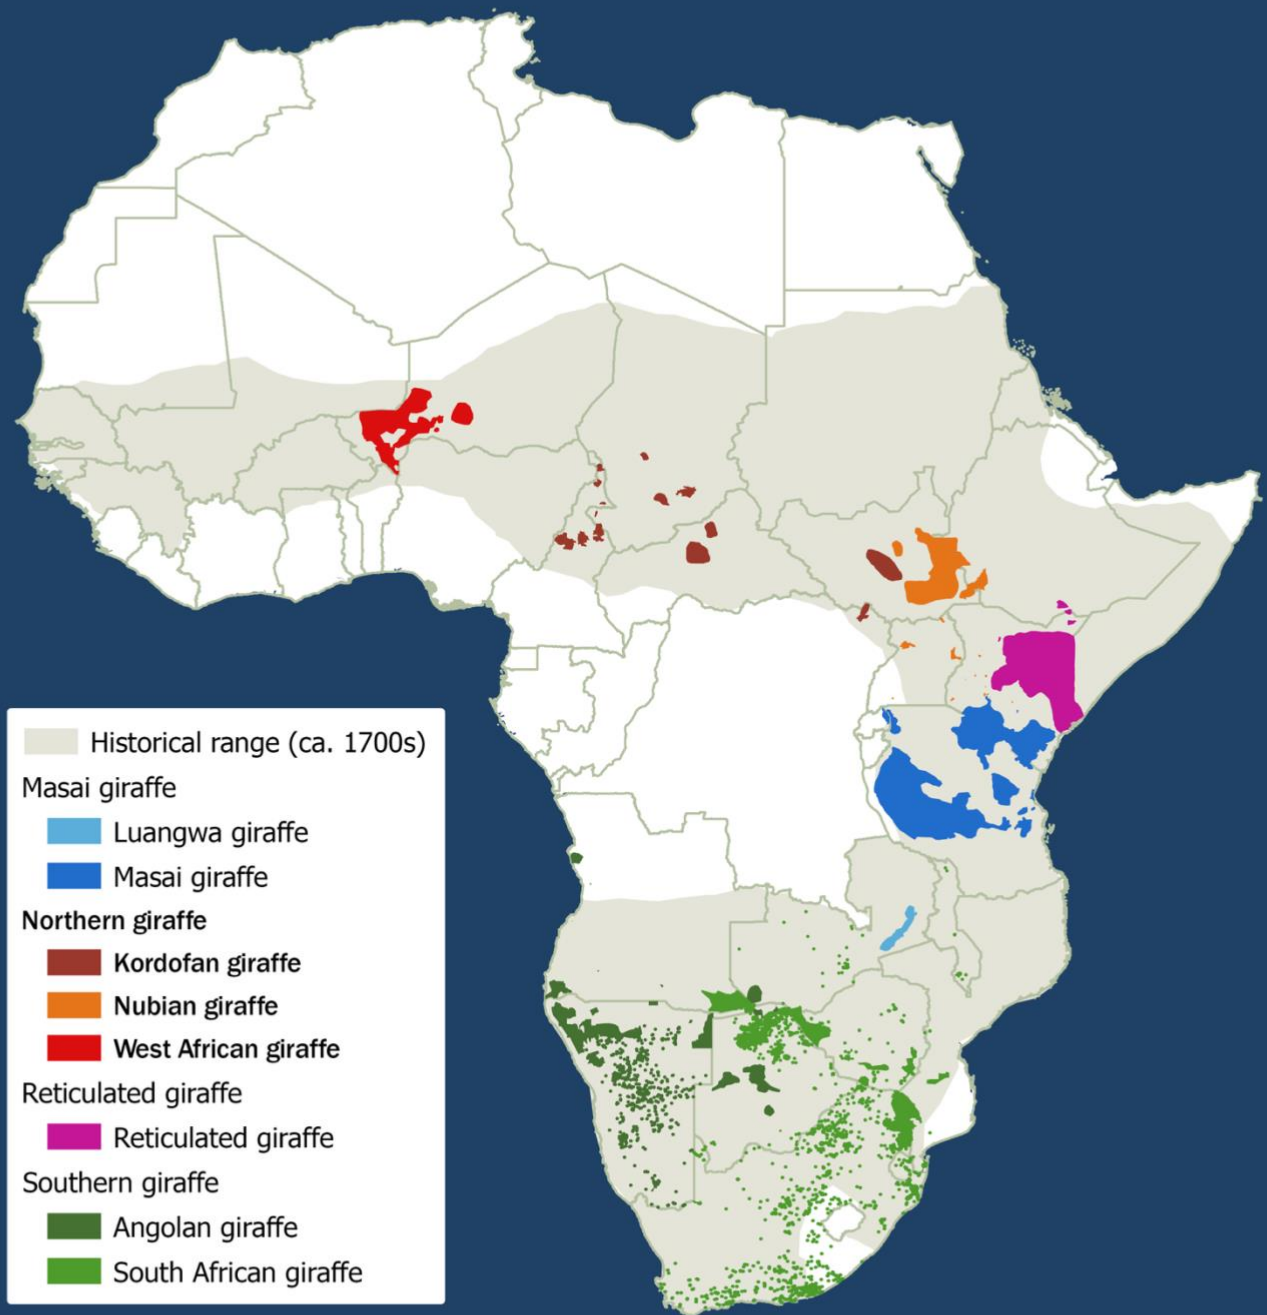 Historical range (ca. 1700s)
Masai giraffe
Luangwa giraffe
Masai giraffe
Northern giraffe
Kordofan giraffe
Nubian giraffe
West African giraffe
Reticulated giraffe
Reticulated giraffe
Southern giraffe
Angolan giraffe
South African giraffe